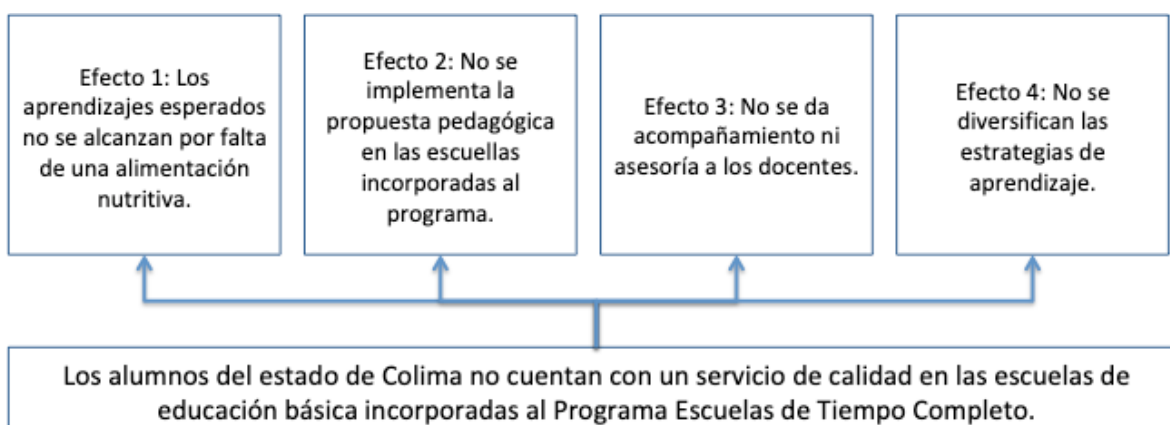 Efecto 1: Los
aprendizajes esperados
no se alcanzan por falta
de una alimentación
nutritiva.
Efecto 2: No se
implementa la
propuesta pedagógica
en las escuellas
incorporadas al
programa.
Efecto 3: No se da
acompañamiento ni
asesoría a los docentes.
Efecto 4: No se
diversifican las
estrategias de
aprendizaje.
Los alumnos del estado de Colima no cuentan con un servicio de calidad en las escuelas de
educación básica incorporadas al Programa Escuelas de Tiempo Completo.